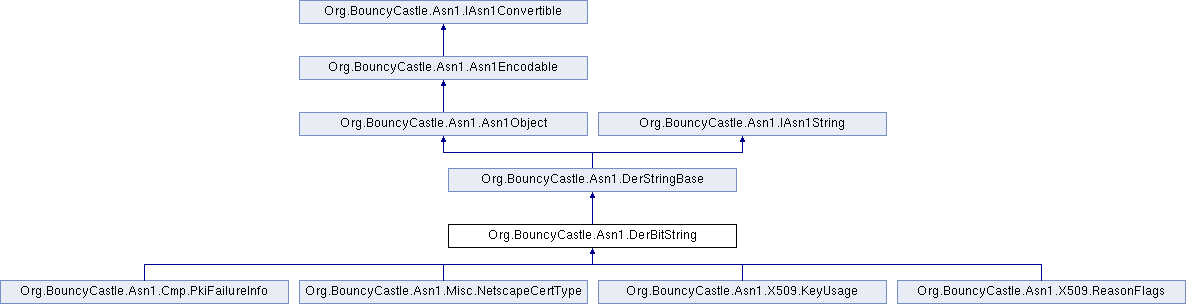 Org.BouncyCastle.Asn1.IAsn1Convertible
Org.BouncyCastle.Asn1.Asn1Encodable
Org.BouncyCastle.Asn1.Asn1Object
Org.BouncyCastle.Asn1.IAsn1String
Org.BouncyCastle.Asn1.DerStringBase
Org.BouncyCastle.Asn1.DerBitString
Org.BouncyCastle.Asn1.Cmp.PkiFailureInfo
Org.BouncyCastle.Asn1.Misc.NetscapeCertType
Org.BouncyCastle.Asn1.X509.KeyUsage
Org.BouncyCastle.Asn1.X509.ReasonFlags